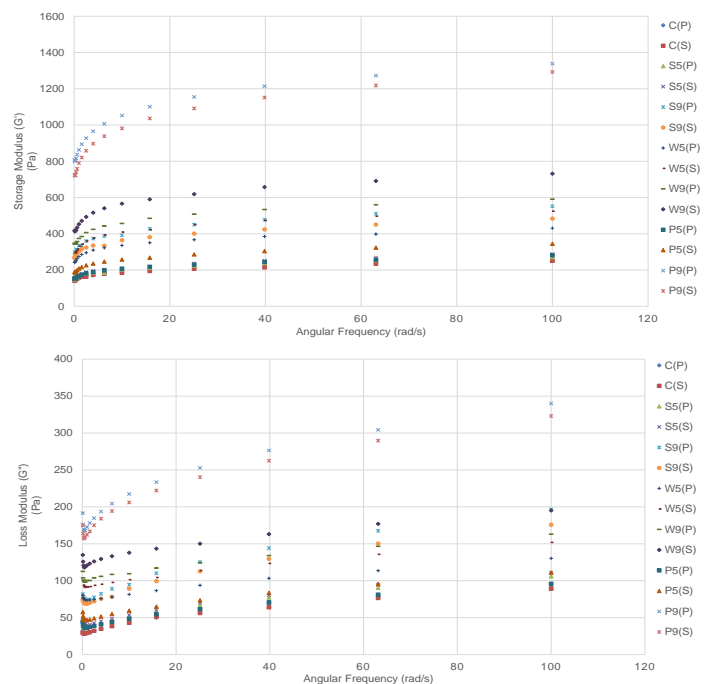 1600
1400
1200
1000
800
600
400
200
0
0 20 40 60 80 100 120
Storage Modulus (G')
(Pa)
Angular Frequency (rad/s)
C(P)
C(S)
S5(P)
S5(S)
S9(P)
S9(S)
W5(P)
W5(S)
W9(P)
W9(S)
P5(P)
P5(S)
P9(P)
P9(S)
400
350
300
250
200
150
100
50
0
0 20 40 60 80 100 120
Loss Modulus (G")
(Pa)
Angular Frequency (rad/s)
C(P)
C(S)
S5(P)
S5(S)
S9(P)
S9(S)
W5(P)
W5(S)
W9(P)
W9(S)
P5(P)
P5(S)
P9(P)
P9(S)